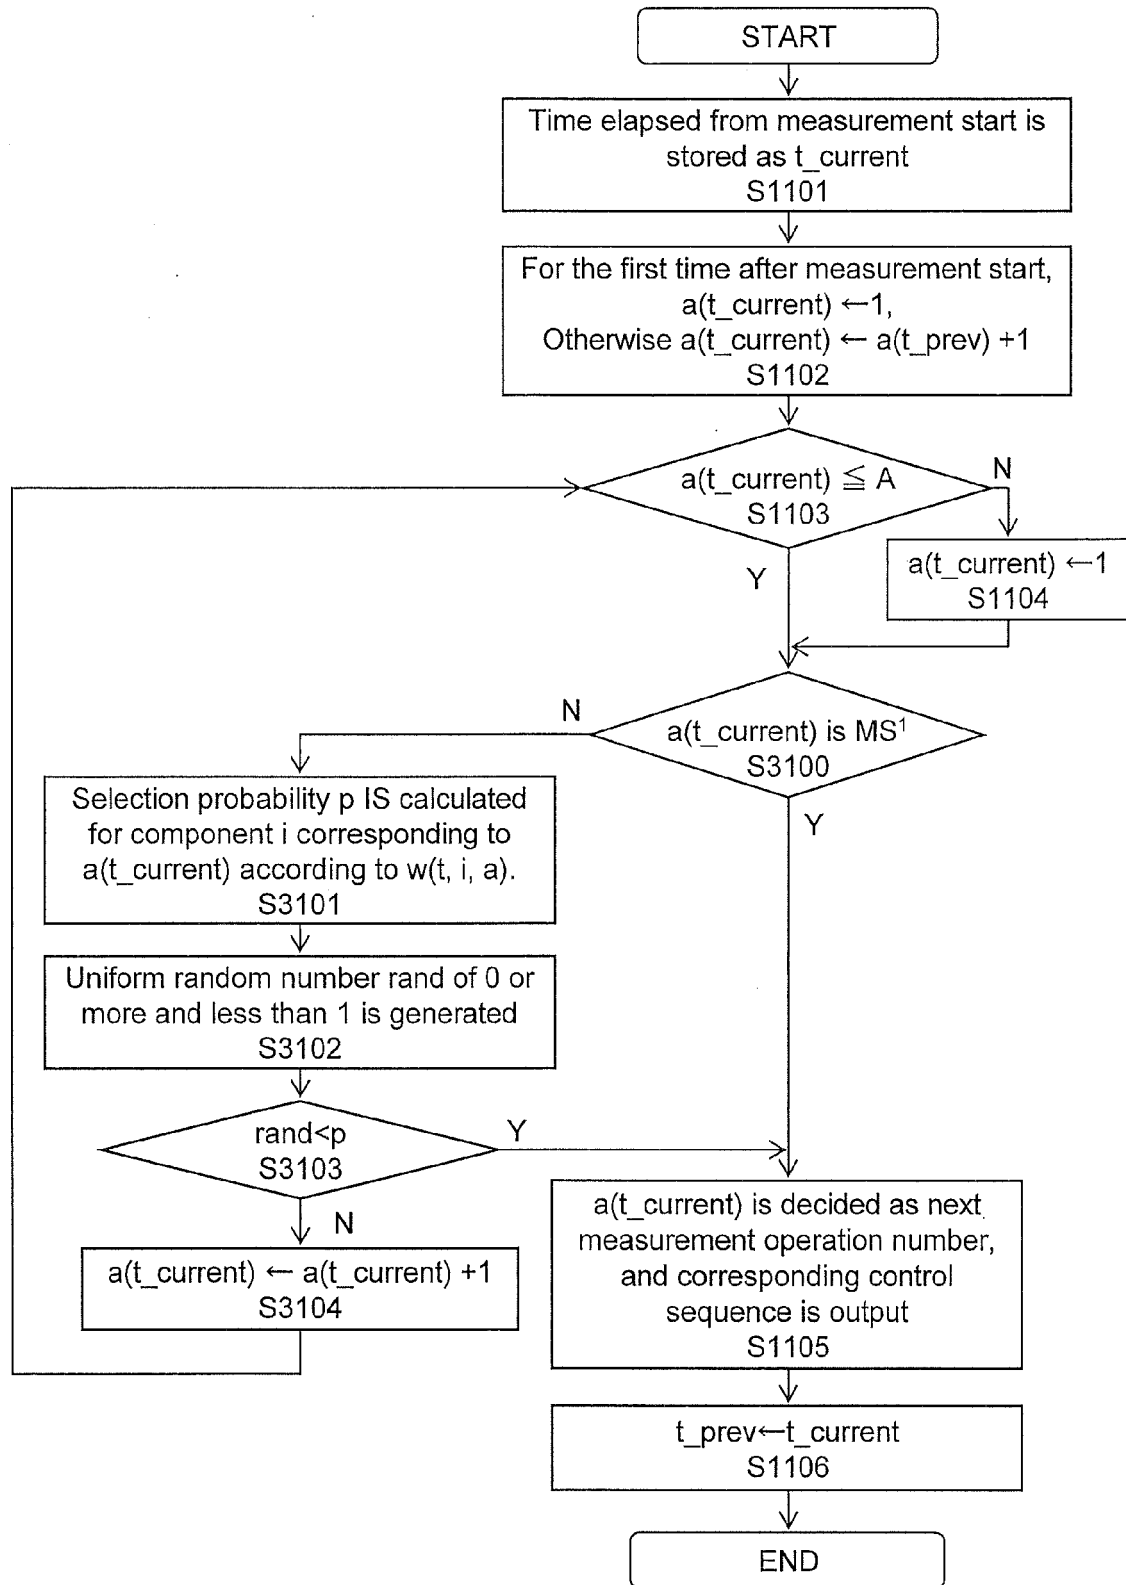 START
Time elapsed from measurement start is
stored as t_current
S1101
For the first time after measurement start,
a(t_current) ←1,
Otherwise a(t_current) ← a(t_prev) +1
S1102
a(t_current) ≦ A
S1103
N
Y
a(t_current) ←1
S1104
a(t_current) is MS¹
S3100
N
Y
Selection probability p IS calculated
for component i corresponding to
a(t_current) according to w(t, i, a).
S3101
Uniform random number rand of 0 or
more and less than 1 is generated
S3102
rand<p
S3103
Y
N
a(t_current) ← a(t_current) +1
S3104
a(t_current) is decided as next
measurement operation number,
and corresponding control
sequence is output
S1105
t_prev←t_current
S1106
END